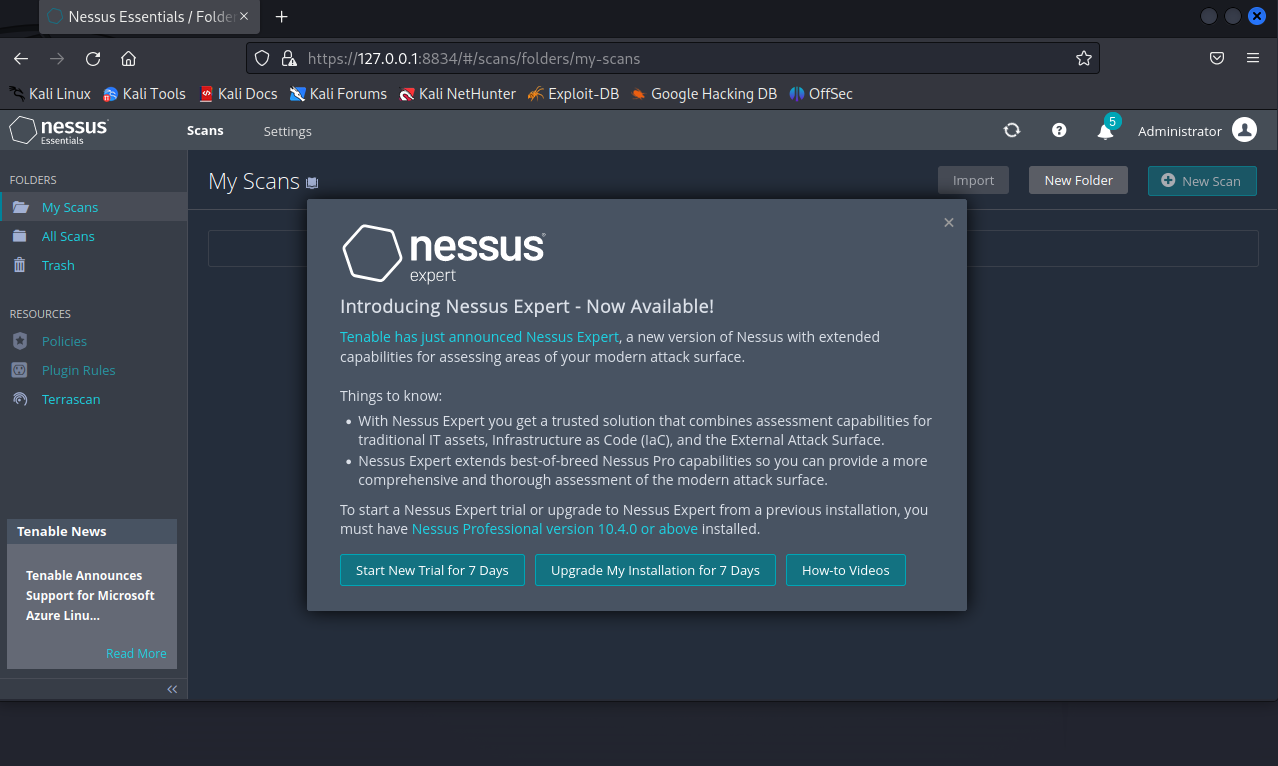 Nessus Essentials / Folde
https://127.0.0.1:8834/#/scans/folders/my-scans
Kali Linux Kali Tools Kali Docs Kali Forums Kali NetHunter Exploit-DB Google Hacking DB OffSec
nessus
Essentials
Scans Settings
5
Administrator
FOLDERS
My Scans
All Scans
Trash
RESOURCES
Policies
Plugin Rules
Terrascan
Tenable News
Tenable Announces
Support for Microsoft
Azure Linu...
Read More
My Scans
Import New Folder New Scan
nessus
expert
Introducing Nessus Expert - Now Available!
Tenable has just announced Nessus Expert, a new version of Nessus with extended
capabilities for assessing areas of your modern attack surface.
Things to know:
• With Nessus Expert you get a trusted solution that combines assessment capabilities for
traditional IT assets, Infrastructure as Code (IaC), and the External Attack Surface.
• Nessus Expert extends best-of-breed Nessus Pro capabilities so you can provide a more
comprehensive and thorough assessment of the modern attack surface.
To start a Nessus Expert trial or upgrade to Nessus Expert from a previous installation, you
must have Nessus Professional version 10.4.0 or above installed.
Start New Trial for 7 Days Upgrade My Installation for 7 Days How-to Videos